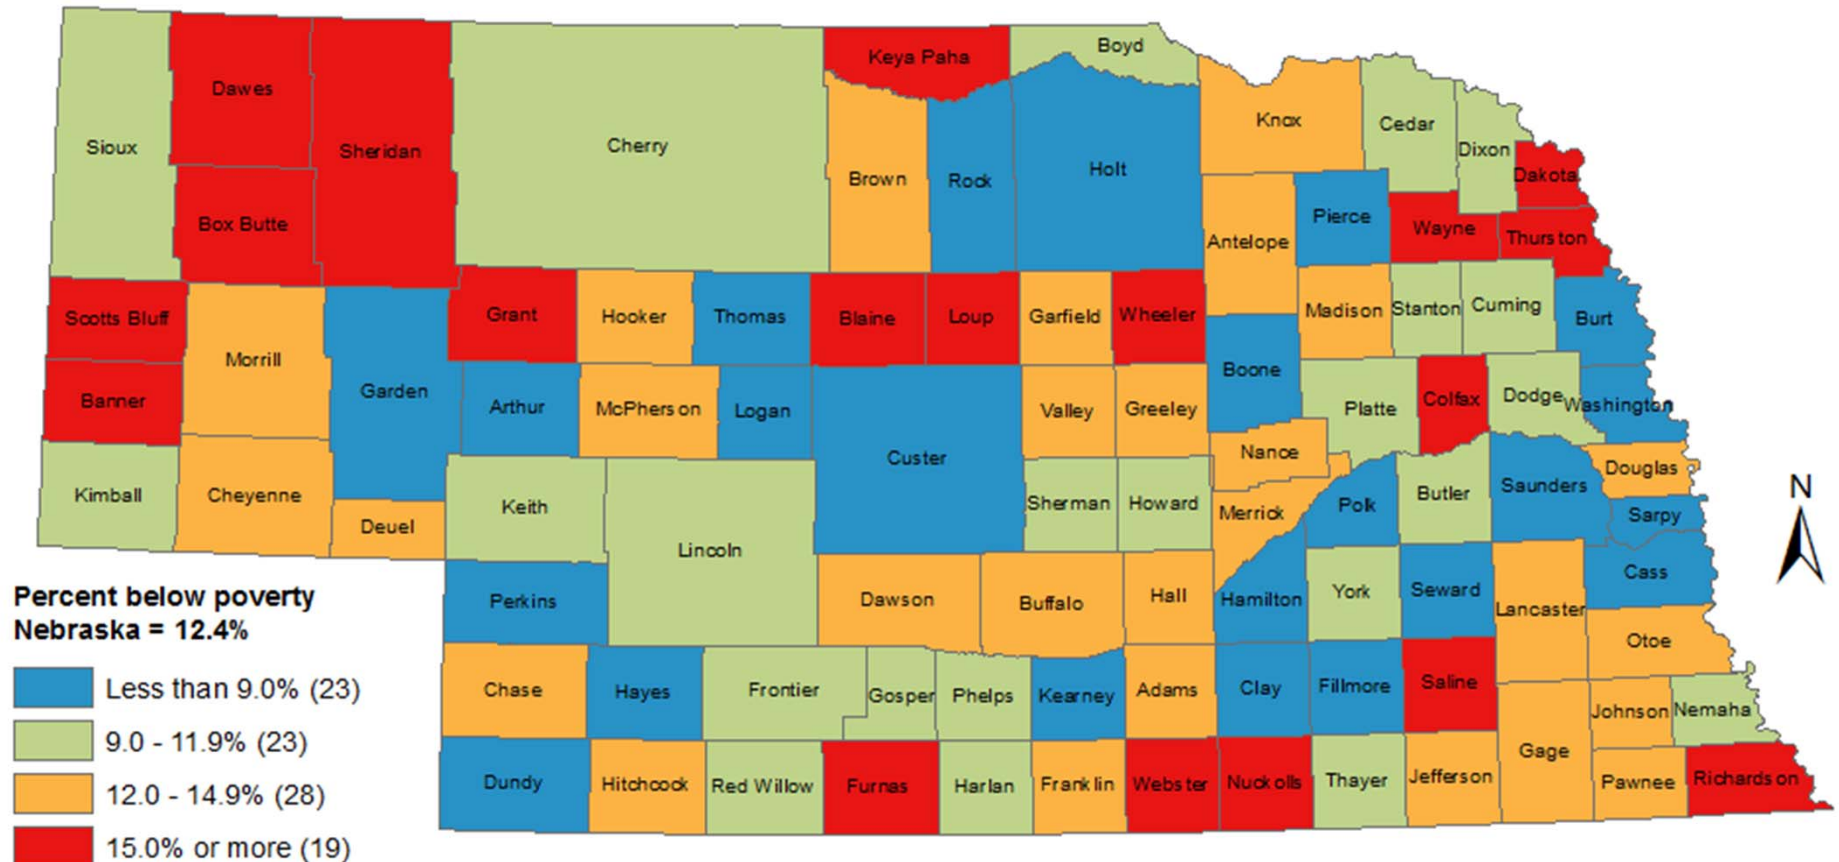 Keya Paha
Boyd
Dawes
Sioux
Sheridan
Cherry
Brown
Rock
Holt
Knox
Cedar
Dixon
Dakota
Box Butte
Antelope
Pierce
Wayne
Thurston
Scotts Bluff
Morrill
Grant
Hooker
Thomas
Blaine
Loup
Garfield
Wheeler
Madison
Stanton
Cuming
Burt
Banner
Garden
Arthur
McPherson
Logan
Custer
Valley
Greeley
Boone
Platte
Colfax
Dodge
Washington
Kimball
Cheyenne
Deuel
Keith
Lincoln
Sherman
Howard
Nance
Merrick
Polk
Butler
Saunders
Douglas
Sarpy
N
Perkins
Dawson
Buffalo
Hall
Hamilton
York
Seward
Lancaster
Cass
Otoe
Chase
Hayes
Frontier
Gosper
Phelps
Kearney
Adams
Clay
Fillmore
Saline
Johnson
Nemaha
Dundy
Hitchcock
Red Willow
Furnas
Harlan
Franklin
Webster
Nuckolls
Thayer
Jefferson
Gage
Pawnee
Richardson
Percent below poverty
Nebraska = 12.4%
Less than 9.0% (23)
9.0 - 11.9% (23)
12.0 - 14.9% (28)
15.0% or more (19)